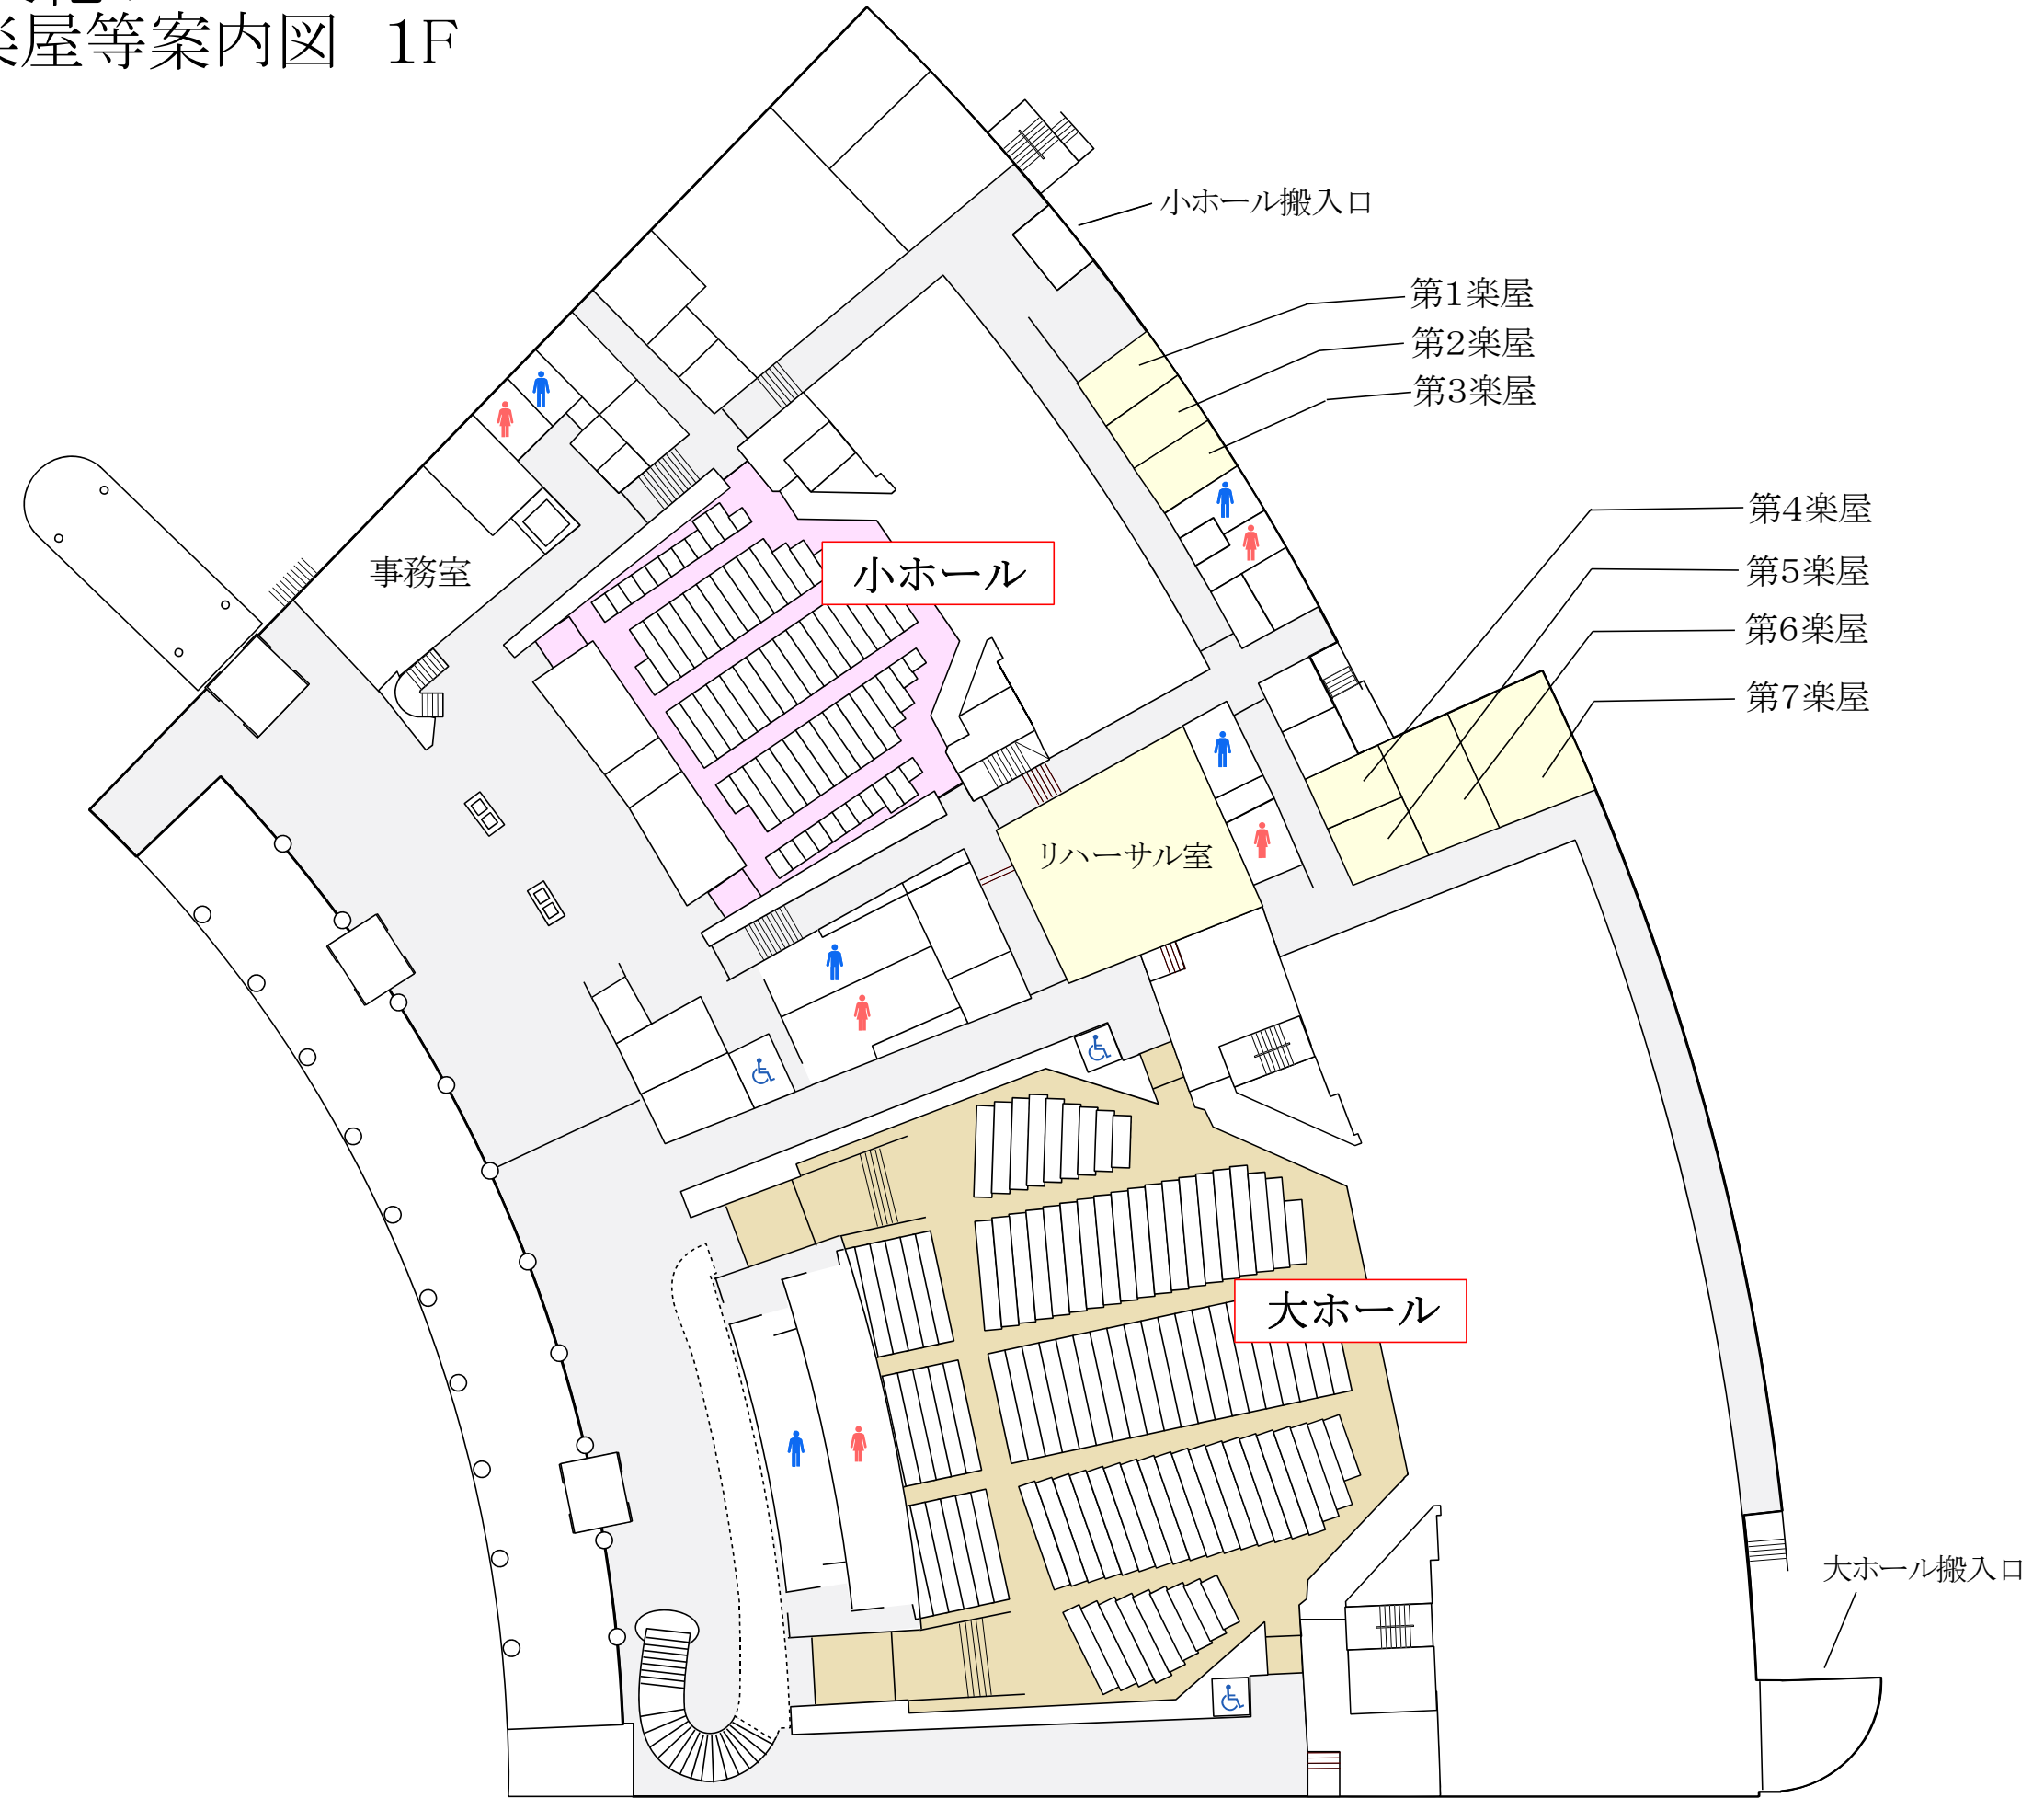 楽屋等案内図 1F
小ホール搬入口
第1楽屋
第2楽屋
第3楽屋
第4楽屋
第5楽屋
第6楽屋
第7楽屋
事務室
小ホール
リハーサル室
大ホール
大ホール搬入口